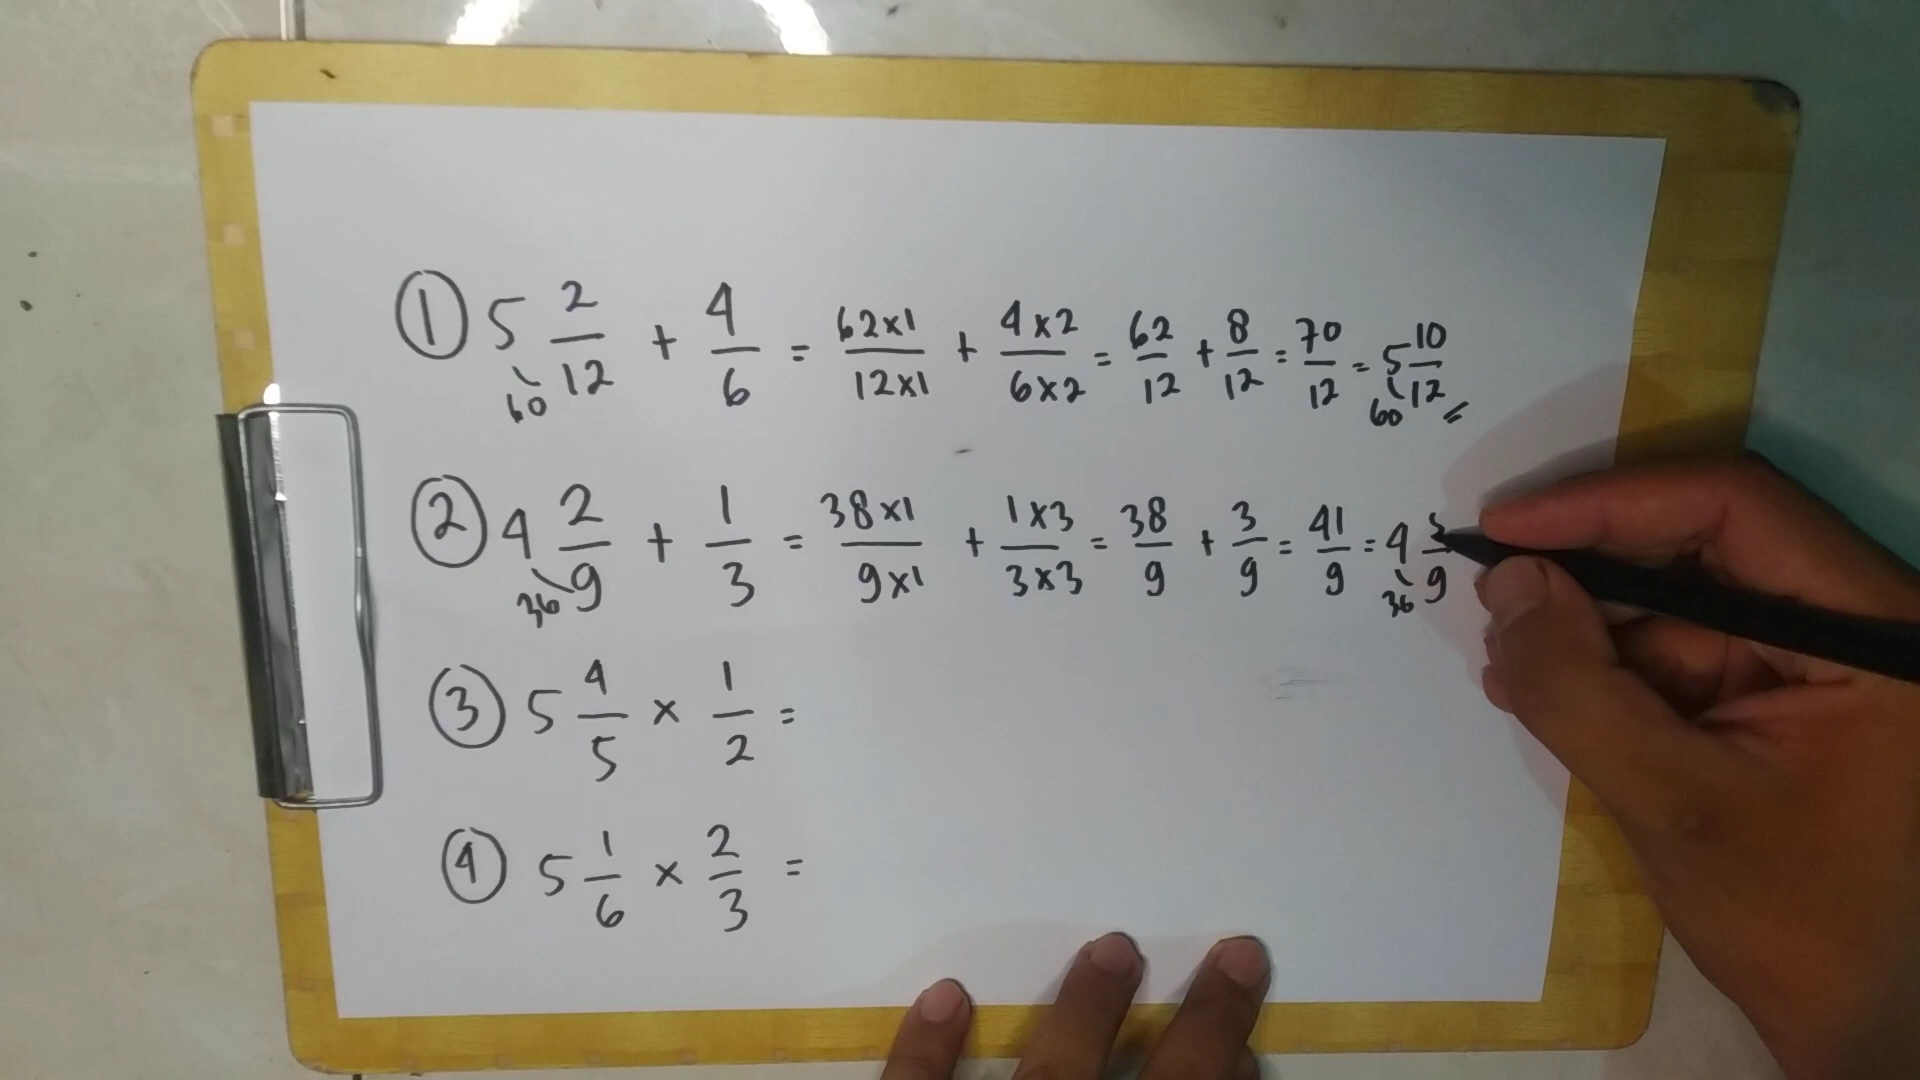 ① 5 2/12 + 4/6 = 62x1/12x1 + 4x2/6x2 = 62/12 + 8/12 = 70/12 = 5 10/12
60 60
② 4 2/9 + 1/3 = 38x1/9x1 + 1x3/3x3 = 38/9 + 3/9 = 41/9 = 4 5/9
36 36
③ 5 4/5 x 1/2 =
④ 5 1/6 x 2/3 =